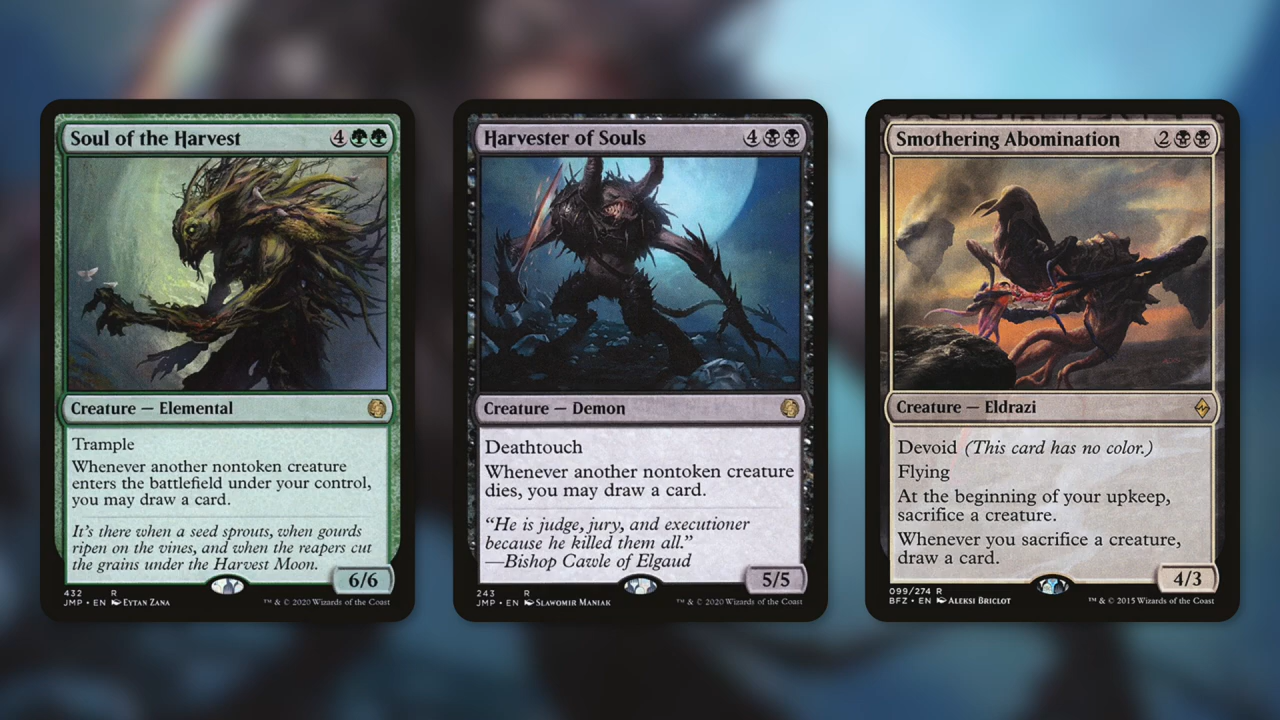 Soul of the Harvest 4
Creature — Elemental
Trample
Whenever another nontoken creature
enters the battlefield under your control,
you may draw a card.
It's there when a seed sprouts, when gourds
ripen on the vines, and when the reapers cut
the grains under the Harvest Moon.
6/6
432 R
JMP • EN EYTAN ZANA ™ & © 2020 Wizards of the Coast
Harvester of Souls 4
Creature — Demon
Deathtouch
Whenever another nontoken creature
dies, you may draw a card.
“He is judge, jury, and executioner
because he killed them all.”
—Bishop Cawle of Elgaud
5/5
243 R
JMP • EN SLAWOMIR MANIAK ™ & © 2020 Wizards of the Coast
Smothering Abomination 2
Creature — Eldrazi
Devoid (This card has no color.)
Flying
At the beginning of your upkeep,
sacrifice a creature.
Whenever you sacrifice a creature,
draw a card.
4/3
099/274 R
BFZ • EN ALEKSI BRICLOT ™ & © 2015 Wizards of the Coast